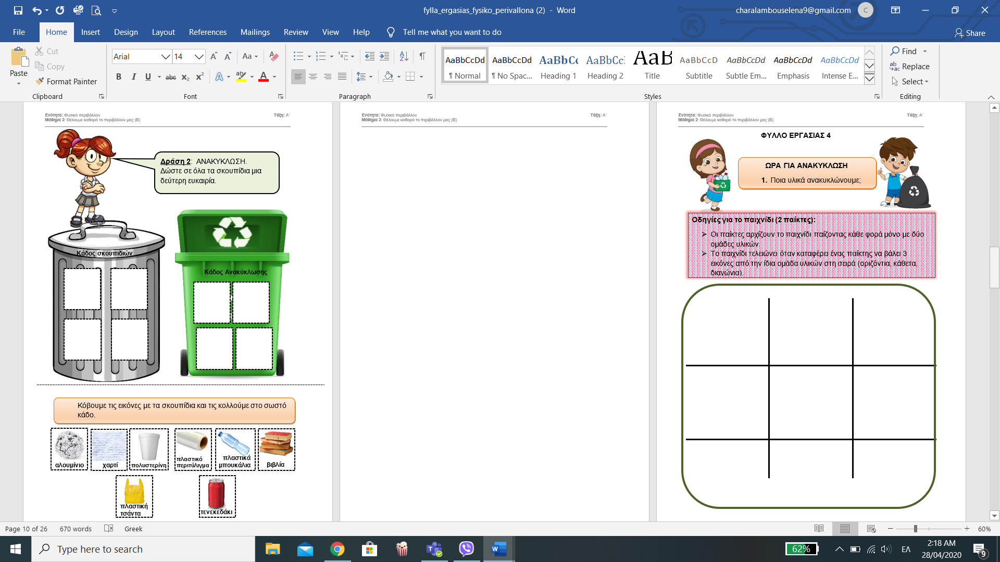 fylla_ergasias_fysiko_perivallona (2) - Word
charalambouselena9@gmail.com
C
File Home Insert Design Layout References Mailings Review View Help Tell me what you want to do
Share
Paste
Cut
Copy
Format Painter
Clipboard
Arial 14
Font
Paragraph
AaBbCcDd ¶ Normal
AaBbCcDd ¶ No Spac...
AaBbCc Heading 1
AaBbCc Heading 2
AaB Title
AaBbCcD Subtitle
AaBbCcDd Subtle Em...
AaBbCcDd Emphasis
AaBbCcDd Intense E...
Styles
Find
Replace
Select
Editing
Ενότητα: Φυσικό περιβάλλον Τάξη: Α΄
Μάθημα 2: Θέλουμε καθαρό το περιβάλλον μας (Β)
Δράση 2: ΑΝΑΚΥΚΛΩΣΗ.
Δώστε σε όλα τα σκουπίδια μια
δεύτερη ευκαιρία.
Κάδος σκουπιδιών
Κάδος Ανακύκλωσης
Κόβουμε τις εικόνες με τα σκουπίδια και τις κολλούμε στο σωστό
κάδο.
αλουμίνιο
χαρτί
πολυστερίνη
πλαστικό
περιτύλιγμα
πλαστικά
μπουκάλια
βιβλία
πλαστική
τσάντα
τενεκεδάκι
Ενότητα: Φυσικό περιβάλλον Τάξη: Α΄
Μάθημα 2: Θέλουμε καθαρό το περιβάλλον μας (Β)
Ενότητα: Φυσικό περιβάλλον Τάξη: Α΄
Μάθημα 2: Θέλουμε καθαρό το περιβάλλον μας (Β)
ΦΥΛΛΟ ΕΡΓΑΣΙΑΣ 4
ΩΡΑ ΓΙΑ ΑΝΑΚΥΚΛΩΣΗ
1. Ποια υλικά ανακυκλώνουμε;
Οδηγίες για το παιχνίδι (2 παίκτες):
Οι παίκτες αρχίζουν το παιχνίδι παίζοντας κάθε φορά μόνο με δύο
ομάδες υλικών.
Το παιχνίδι τελειώνει όταν καταφέρει ένας παίκτης να βάλει 3
εικόνες από την ίδια ομάδα υλικών στη σειρά (οριζόντια, κάθετα,
διαγώνια).
Page 10 of 26 670 words Greek
60%
Type here to search
62%
ΕΛ
2:18 AM
28/04/2020
9